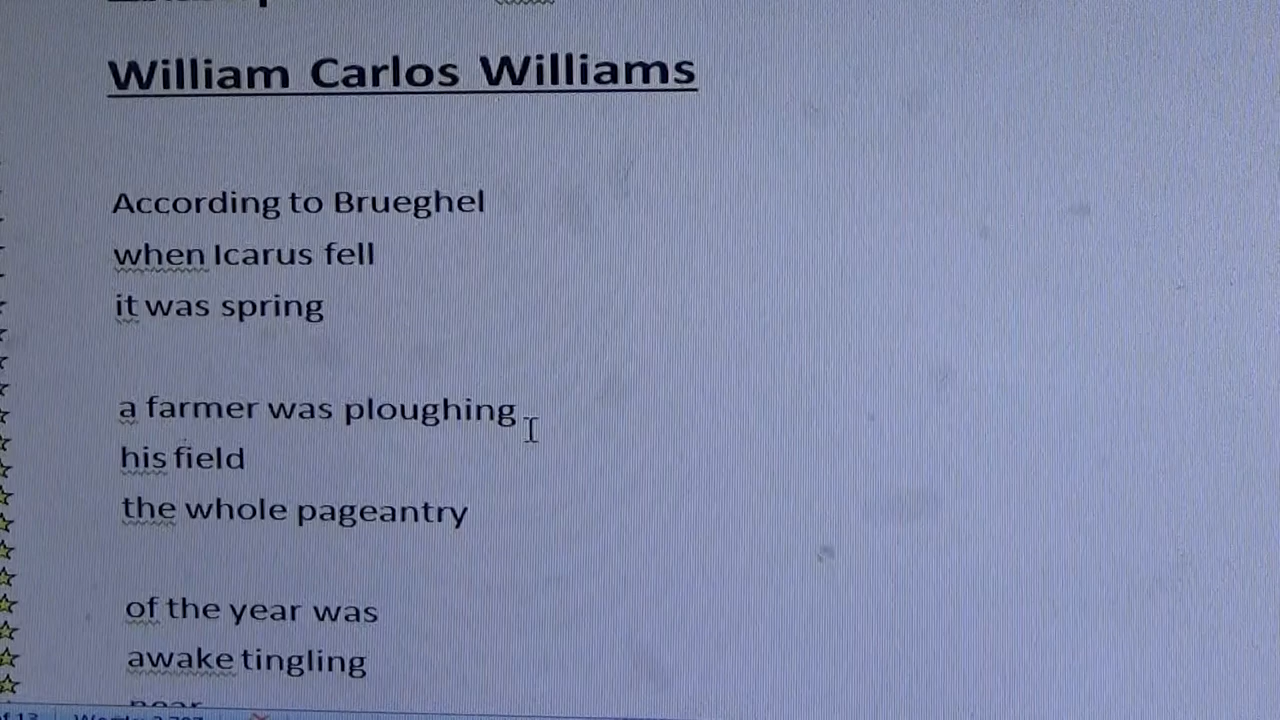 William Carlos Williams
According to Brueghel
when Icarus fell
it was spring
a farmer was ploughing
his field
the whole pageantry
of the year was
awake tingling